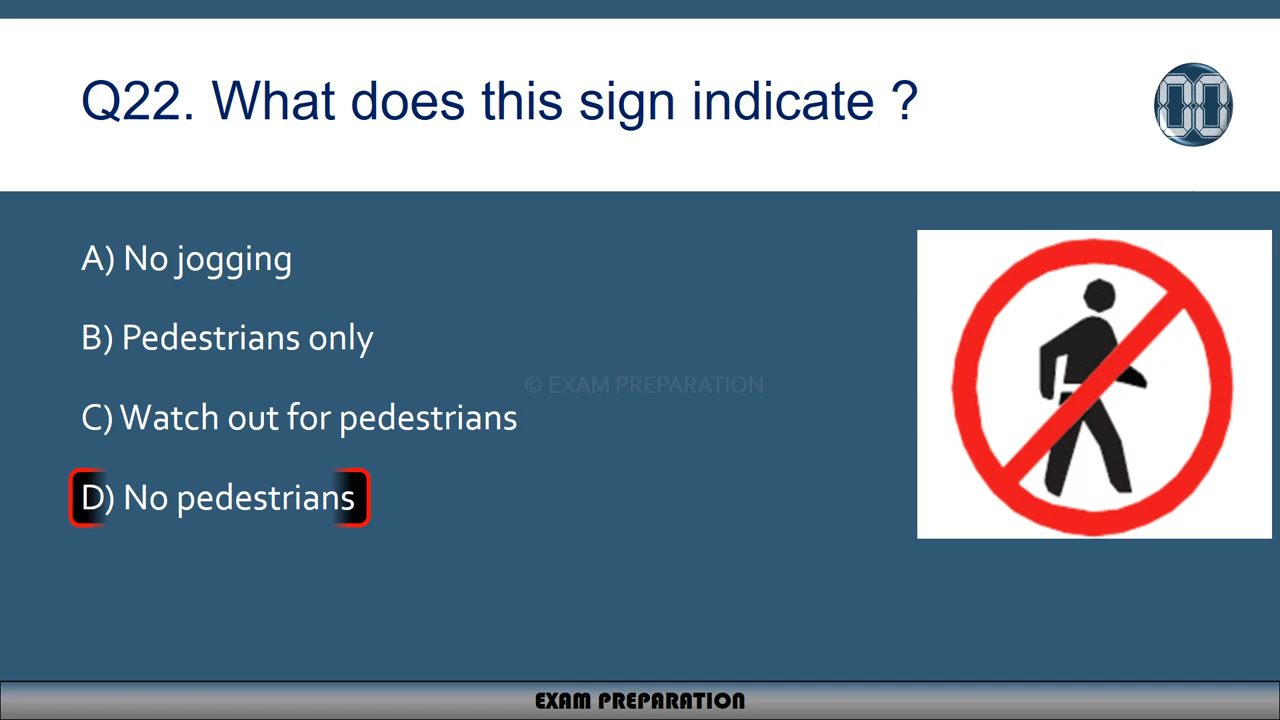 Q22. What does this sign indicate ?
00
A) No jogging
B) Pedestrians only
© EXAM PREPARATION
C) Watch out for pedestrians
D) No pedestrians
EXAM PREPARATION